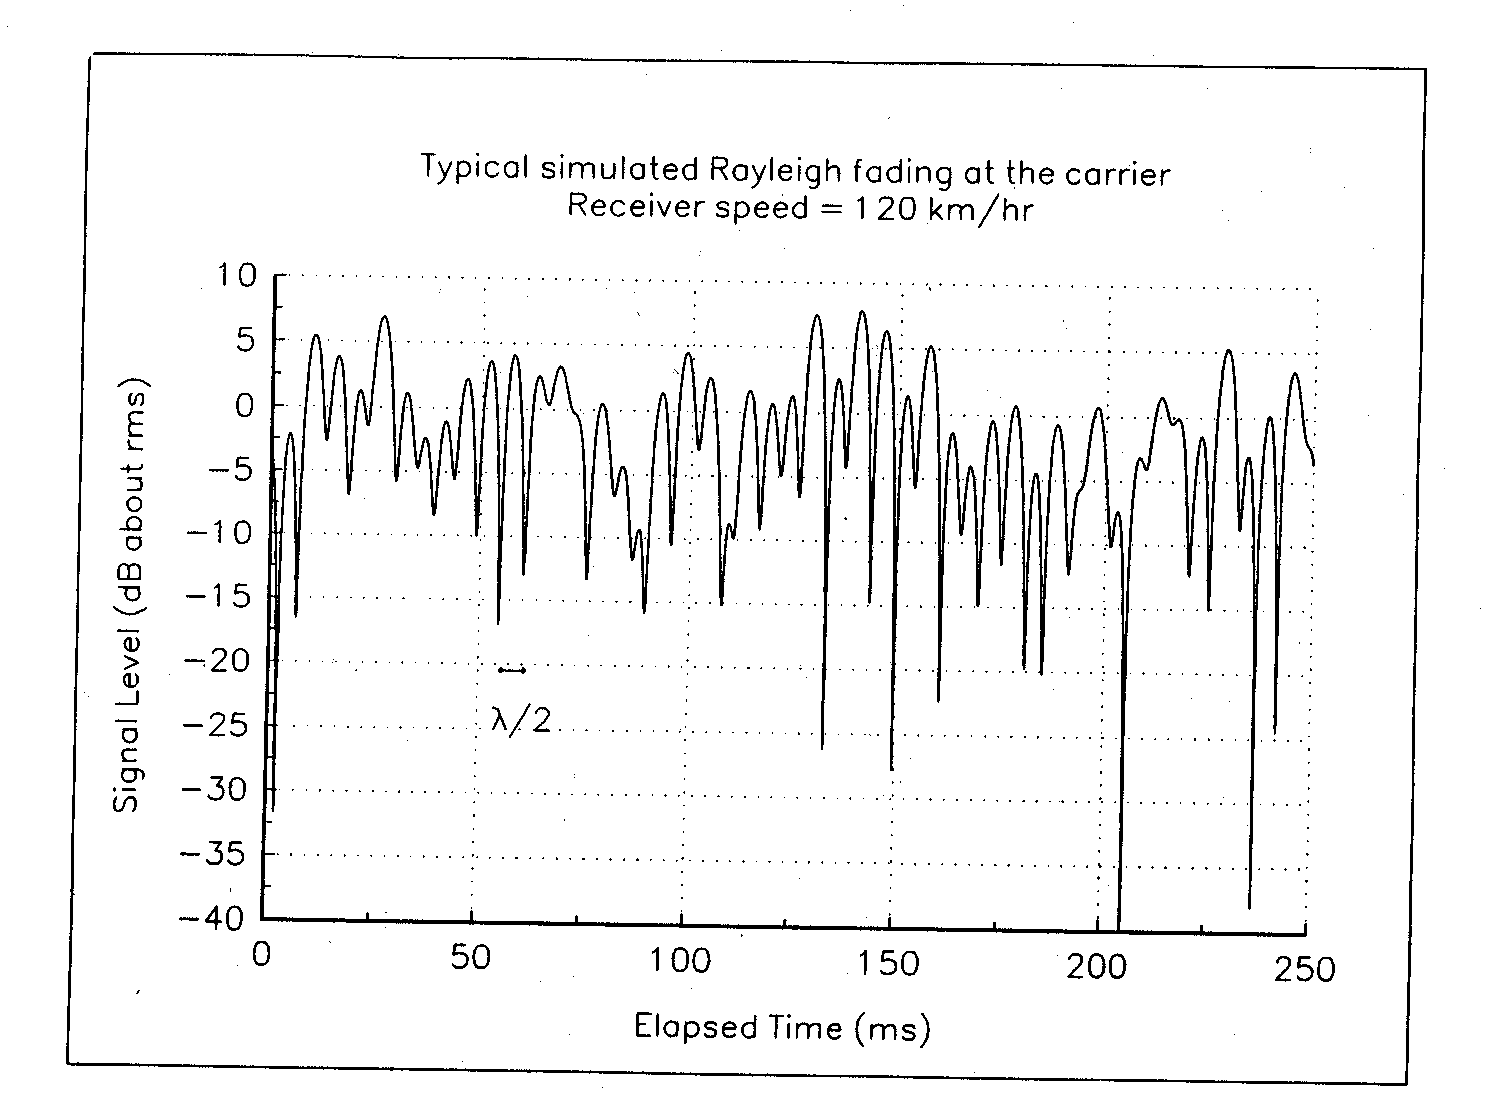 Typical simulated Rayleigh fading at the carrier
Receiver speed = 120 km/hr
10
5
0
-5
-10
-15
-20
-25
-30
-35
-40
Signal Level (dB about rms)
λ/2
0 50 100 150 200 250
Elapsed Time (ms)